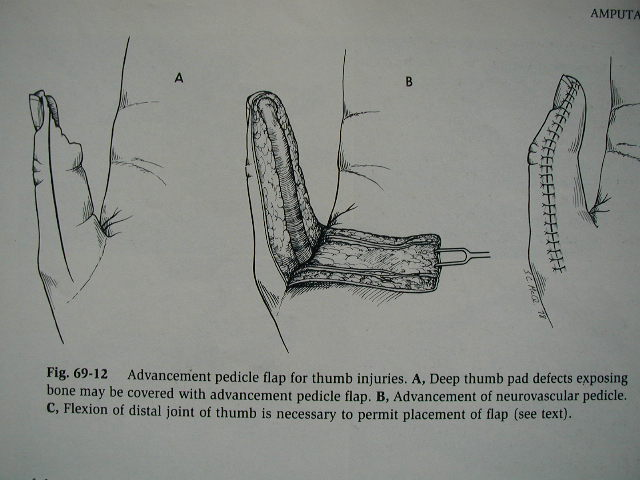 AMPUTA
A
B
Fig. 69-12 Advancement pedicle flap for thumb injuries. A, Deep thumb pad defects exposing
bone may be covered with advancement pedicle flap. B, Advancement of neurovascular pedicle.
C, Flexion of distal joint of thumb is necessary to permit placement of flap (see text).